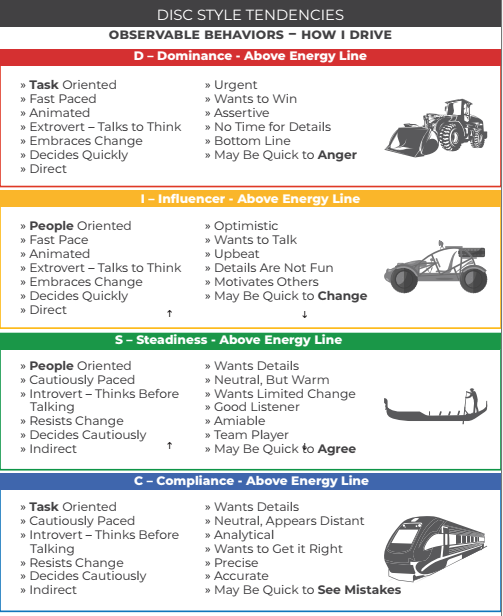 DISC STYLE TENDENCIES
OBSERVABLE BEHAVIORS – HOW I DRIVE
D – Dominance - Above Energy Line
» Task Oriented
» Fast Paced
» Animated
» Extrovert – Talks to Think
» Embraces Change
» Decides Quickly
» Direct
» Urgent
» Wants to Win
» Assertive
» No Time for Details
» Bottom Line
» May Be Quick to Anger
I – Influencer - Above Energy Line
» People Oriented
» Fast Pace
» Animated
» Extrovert – Talks to Think
» Embraces Change
» Decides Quickly
» Direct
↑
» Optimistic
» Wants to Talk
» Upbeat
» Details Are Not Fun
» Motivates Others
» May Be Quick to Change
↓
S – Steadiness - Above Energy Line
» People Oriented
» Cautiously Paced
» Introvert – Thinks Before
Talking
» Resists Change
» Decides Cautiously
» Indirect
↑
» Wants Details
» Neutral, But Warm
» Wants Limited Change
» Good Listener
» Amiable
» Team Player
» May Be Quick to Agree
↓
C – Compliance - Above Energy Line
» Task Oriented
» Cautiously Paced
» Introvert – Thinks Before
Talking
» Resists Change
» Decides Cautiously
» Indirect
» Wants Details
» Neutral, Appears Distant
» Analytical
» Wants to Get it Right
» Precise
» Accurate
» May Be Quick to See Mistakes